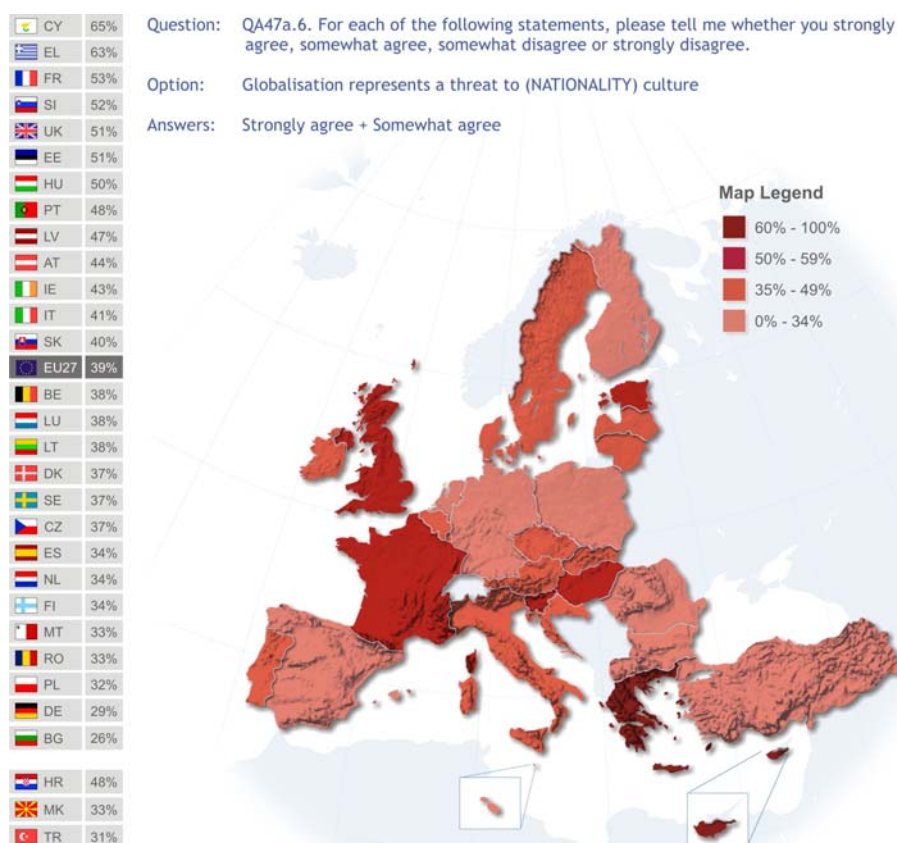 Question: QA47a.6. For each of the following statements, please tell me whether you strongly
agree, somewhat agree, somewhat disagree or strongly disagree.
Option: Globalisation represents a threat to (NATIONALITY) culture
Answers: Strongly agree + Somewhat agree
CY 65%
EL 63%
FR 53%
SI 52%
UK 51%
EE 51%
HU 50%
PT 48%
LV 47%
AT 44%
IE 43%
IT 41%
SK 40%
EU27 39%
BE 38%
LU 38%
LT 38%
DK 37%
SE 37%
CZ 37%
ES 34%
NL 34%
FI 34%
MT 33%
RO 33%
PL 32%
DE 29%
BG 26%
HR 48%
MK 33%
TR 31%
Map Legend
60% - 100%
50% - 59%
35% - 49%
0% - 34%